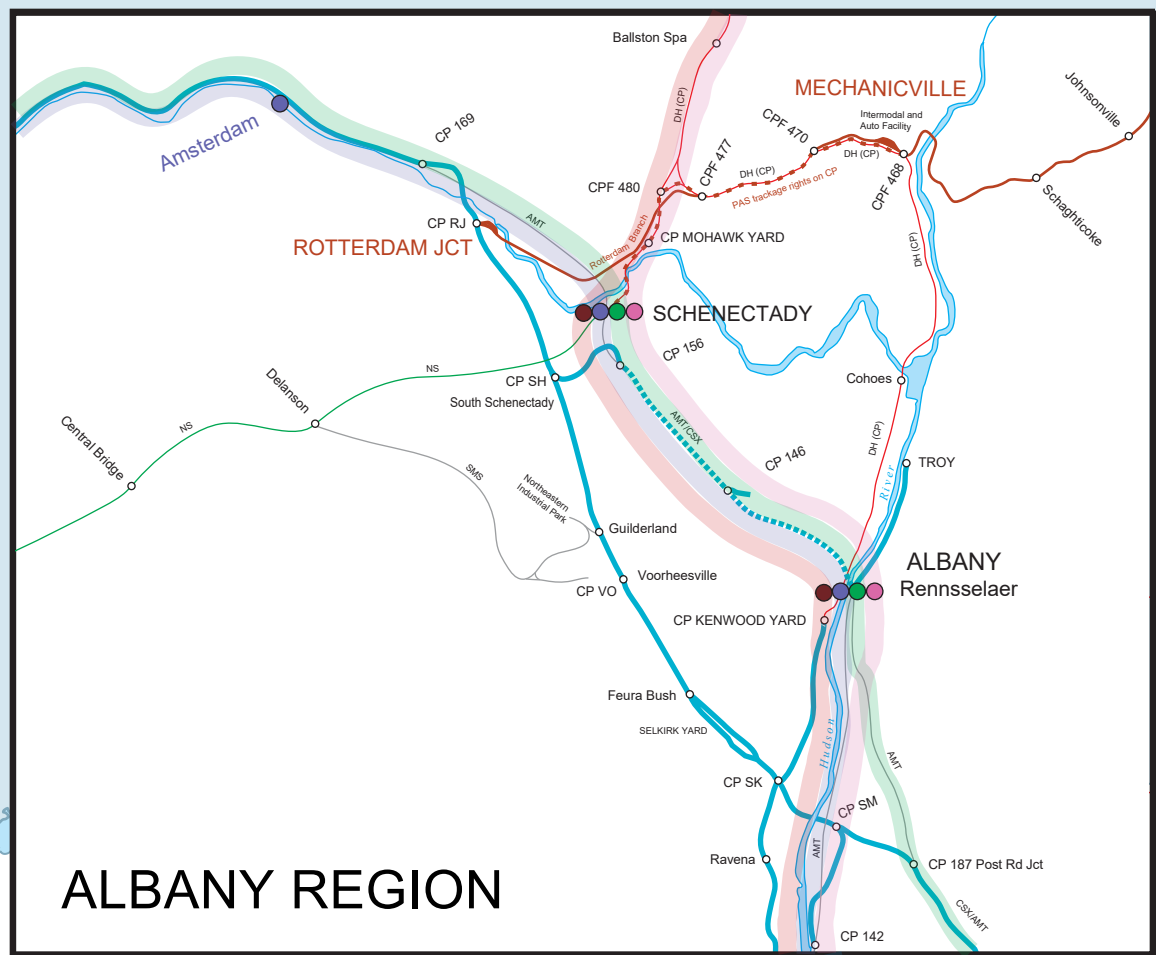 Ballston Spa
MECHANICVILLE
Johnsonville
Intermodal and
Auto Facility
CPF 470
DH (CP)
CP 169
Amsterdam
DH (CP)
CPF 477
DH (CP)
CPF 468
PAS trackage rights on CP
CPF 480
Schaghticoke
CP RJ
AMT
ROTTERDAM JCT
Rotterdam Branch
CP MOHAWK YARD
DH (CP)
SCHENECTADY
CP 156
CP SH
South Schenectady
NS
Cohoes
Delanson
Central Bridge
NS
AMT/CSX
CP 146
DH (CP)
TROY
SMS
Northeastern
Industrial Park
River
Guilderland
Voorheesville
CP VO
ALBANY
Rennsselaer
CP KENWOOD YARD
Feura Bush
SELKIRK YARD
Hudson
AMT
CP SK
CP SM
AMT
Ravena
CP 187 Post Rd Jct
CSX/AMT
CP 142
ALBANY REGION